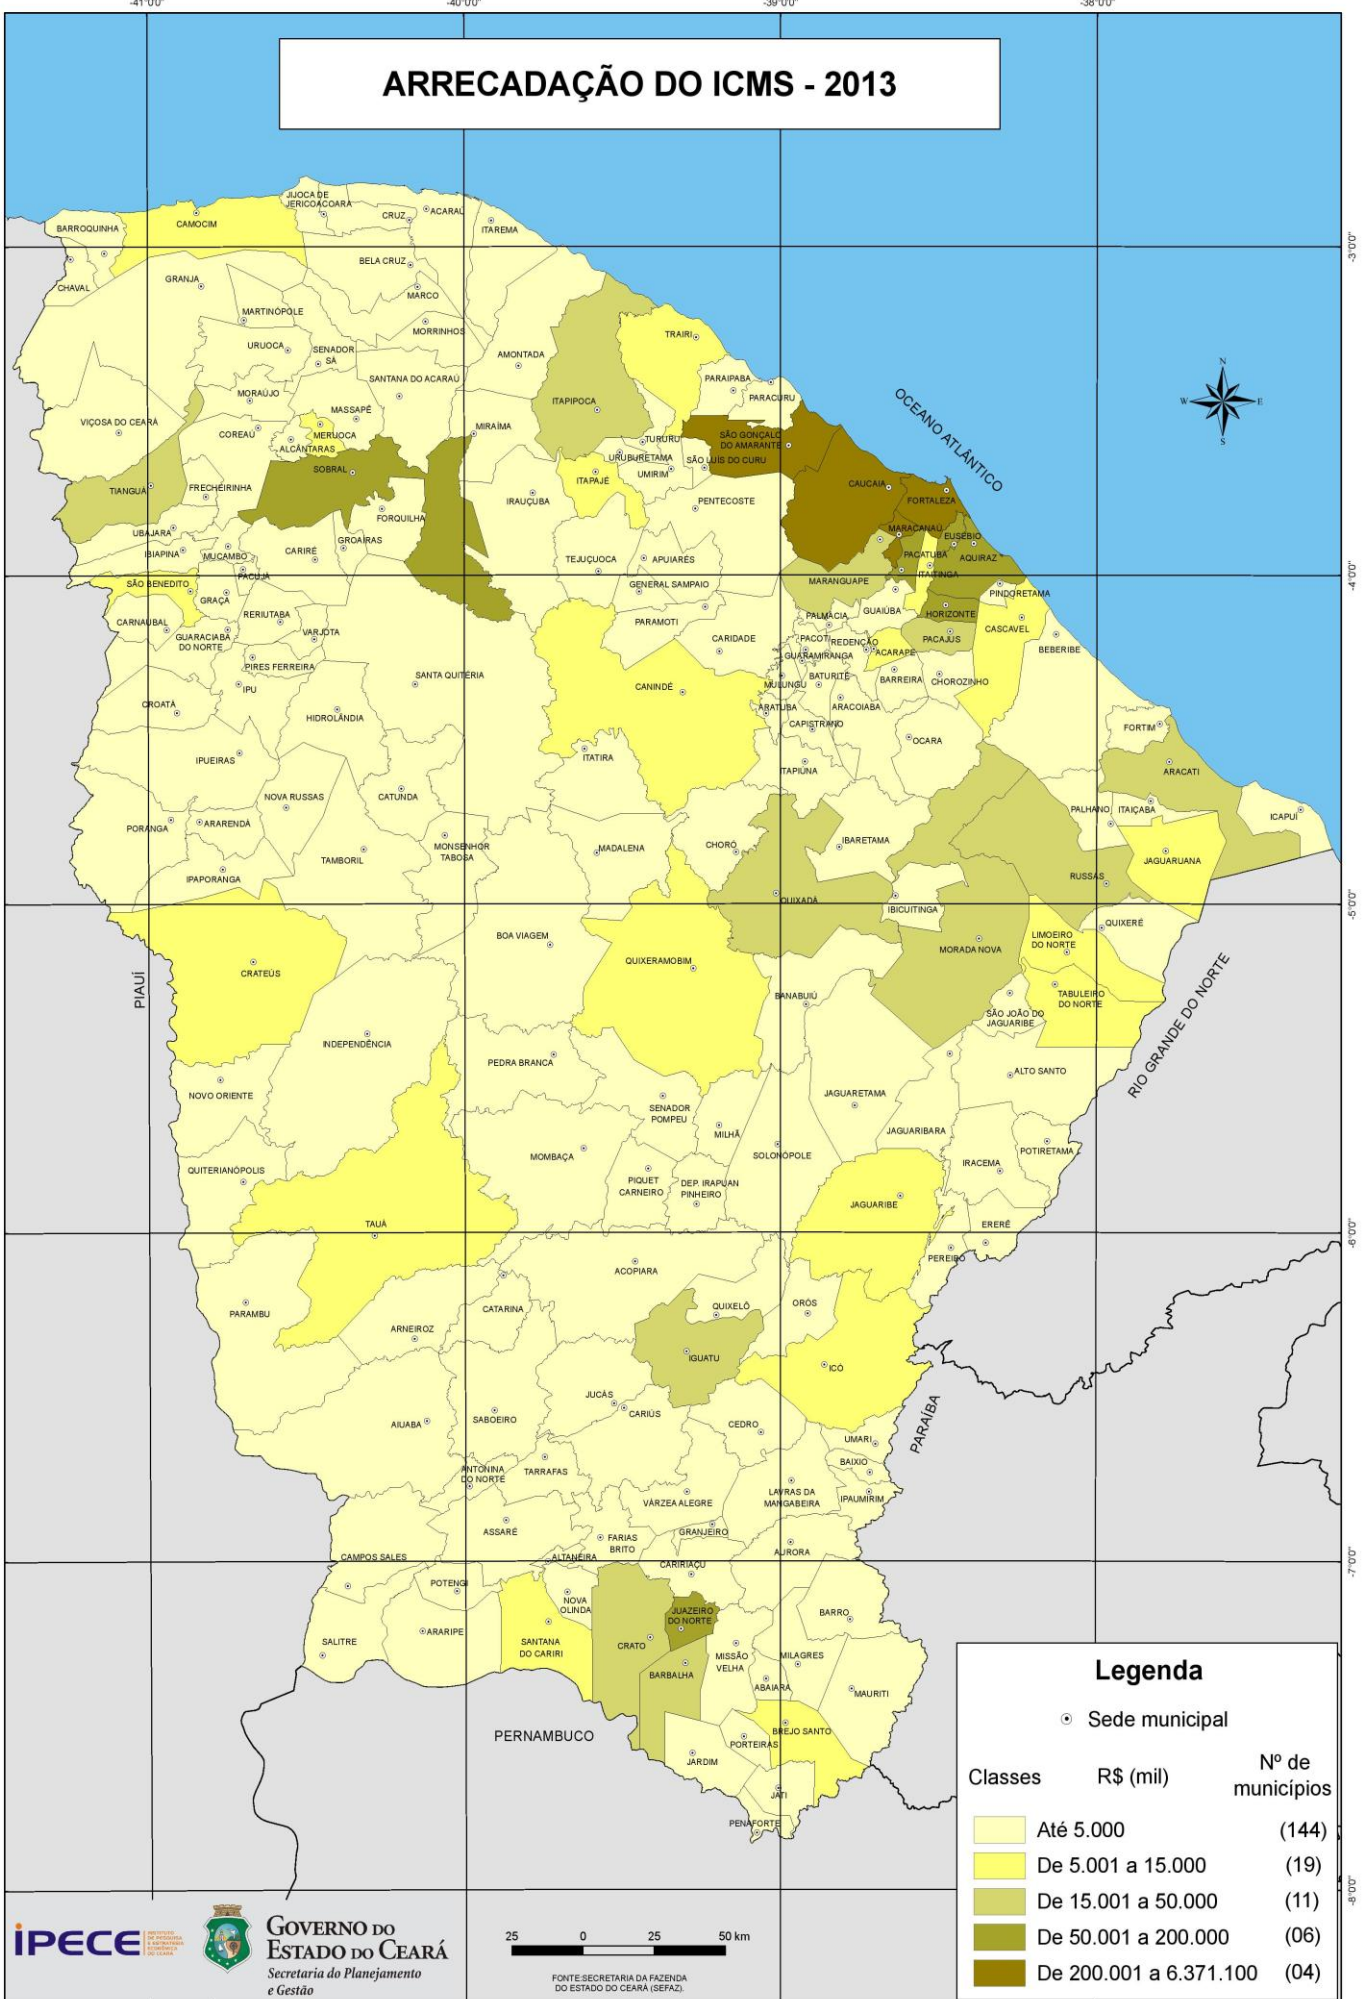 -41°0'0"
-40°0'0"
-39°0'0"
-38°0'0"
ARRECADAÇÃO DO ICMS - 2013
JIJOCA DE
JERICOACOARA
CRUZ
ACARAÚ
ITAREMA
BARROQUINHA
CAMOCIM
-3°0'0"
CHAVAL
GRANJA
BELA CRUZ
MARCO
MARTINÓPOLE
MORRINHOS
URUOCA
SENADOR
SÁ
AMONTADA
TRAIRI
SANTANA DO ACARAÚ
PARAIPABA
PARACURU
MORAÚJO
MASSAPÊ
ITAPIPOCA
OCEANO ATLÂNTICO
N
W
E
S
VIÇOSA DO CEARÁ
COREAÚ
MERUOCA
ALCÂNTARAS
MIRAÍMA
TURURU
SÃO GONÇALO
DO AMARANTE
URUBURETAMA
UMIRIM
SÃO LUÍS DO CURU
SOBRAL
TIANGUÁ
FRECHEIRINHA
IRAUÇUBA
ITAPAJÉ
CAUCAIA
FORTALEZA
PENTECOSTE
FORQUILHA
UBAJARA
MARACANAÚ
EUSÉBIO
IBIAPINA
MUCAMBO
CARIRÉ
GROAÍRAS
TEJUÇUOCA
APUIARÉS
PACATUBA
AQUIRAZ
PACUJÁ
ITAITINGA
SÃO BENEDITO
GENERAL SAMPAIO
MARANGUAPE
-4°0'0"
GRAÇA
PINDORETAMA
CARNAUBAL
RERIUTABA
PARAMOTI
PALMÁCIA
GUAIÚBA
HORIZONTE
CASCAVEL
GUARACIABA
DO NORTE
VARJOTA
CARIDADE
PACOTI
REDENÇÃO
PACAJUS
BEBERIBE
GUARAMIRANGA
ACARAPE
PIRES FERREIRA
SANTA QUITÉRIA
CANINDÉ
MULUNGU
BATURITÉ
BARREIRA
CHOROZINHO
IPU
CROATÁ
HIDROLÂNDIA
ARATUBA
ARACOIABA
CAPISTRANO
FORTIM
OCARA
IPUEIRAS
ITATIRA
ITAPIÚNA
ARACATI
NOVA RUSSAS
CATUNDA
PALHANO
ITAIÇABA
ICAPUÍ
PORANGA
ARARENDÁ
MONSENHOR
TABOSA
MADALENA
CHORÓ
IBARETAMA
TAMBORIL
JAGUARUANA
IPAPORANGA
RUSSAS
QUIXADÁ
IBICUITINGA
-5°0'0"
QUIXERÉ
BOA VIAGEM
LIMOEIRO
DO NORTE
MORADA NOVA
CRATEÚS
QUIXERAMOBIM
PIAUÍ
TABULEIRO
DO NORTE
BANABUIÚ
SÃO JOÃO DO
JAGUARIBE
RIO GRANDE DO NORTE
INDEPENDÊNCIA
PEDRA BRANCA
ALTO SANTO
NOVO ORIENTE
SENADOR
POMPEU
JAGUARETAMA
MILHÃ
JAGUARIBARA
MOMBAÇA
SOLONÓPOLE
POTIRETAMA
IRACEMA
QUITERIANÓPOLIS
PIQUET
CARNEIRO
DEP. IRAPUAN
PINHEIRO
JAGUARIBE
TAUÁ
ERERÊ
-6°0'0"
PEREIRO
ACOPIARA
PARAMBU
CATARINA
QUIXELÔ
ORÓS
ARNEIROZ
IGUATU
ICÓ
JUCÁS
CARIÚS
AIUABA
SABOEIRO
CEDRO
UMARI
PARAÍBA
BAIXIO
ANTONINA
DO NORTE
TARRAFAS
LAVRAS DA
MANGABEIRA
IPAUMIRIM
VÁRZEA ALEGRE
ASSARÉ
FARIAS
BRITO
GRANJEIRO
AURORA
CAMPOS SALES
ALTANEIRA
CARIRIAÇU
-7°0'0"
POTENGI
NOVA
OLINDA
JUAZEIRO
DO NORTE
BARRO
SALITRE
ARARIPE
SANTANA
DO CARIRI
CRATO
MISSÃO
VELHA
MILAGRES
BARBALHA
ABAIARA
MAURITI
PERNAMBUCO
BREJO SANTO
PORTEIRAS
JARDIM
JATI
PENAFORTE
-8°0'0"
Legenda
Sede municipal
Classes R$ (mil) Nº de
municípios
Até 5.000 (144)
De 5.001 a 15.000 (19)
De 15.001 a 50.000 (11)
De 50.001 a 200.000 (06)
De 200.001 a 6.371.100 (04)
IPECE
INSTITUTO
DE PESQUISA
E ESTRATÉGIA
ECONÔMICA
DO CEARÁ
GOVERNO DO
ESTADO DO CEARÁ
Secretaria do Planejamento
e Gestão
25 0 25 50 km
FONTE:SECRETARIA DA FAZENDA
DO ESTADO DO CEARÁ (SEFAZ).